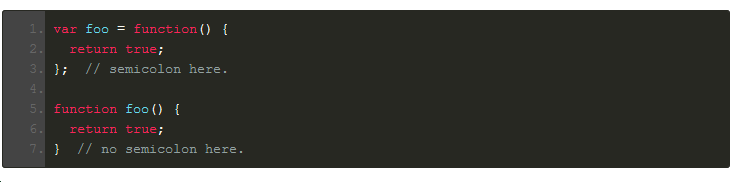 1. var foo = function() {
2.   return true;
3. };  // semicolon here.
4.
5. function foo() {
6.   return true;
7. }  // no semicolon here.